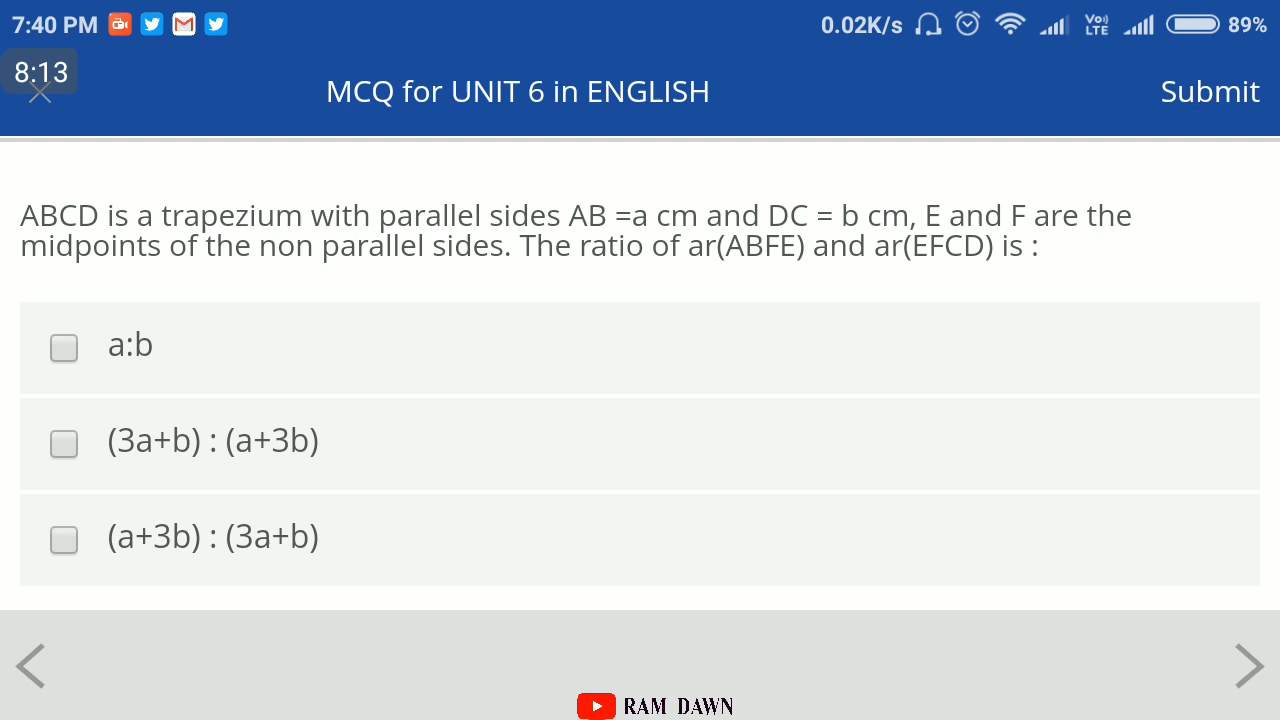 7:40 PM 0.02K/s Vo) LTE 89%
8:13
MCQ for UNIT 6 in ENGLISH Submit
ABCD is a trapezium with parallel sides AB =a cm and DC = b cm, E and F are the
midpoints of the non parallel sides. The ratio of ar(ABFE) and ar(EFCD) is :
a:b
(3a+b) : (a+3b)
(a+3b) : (3a+b)
RAM DAWN